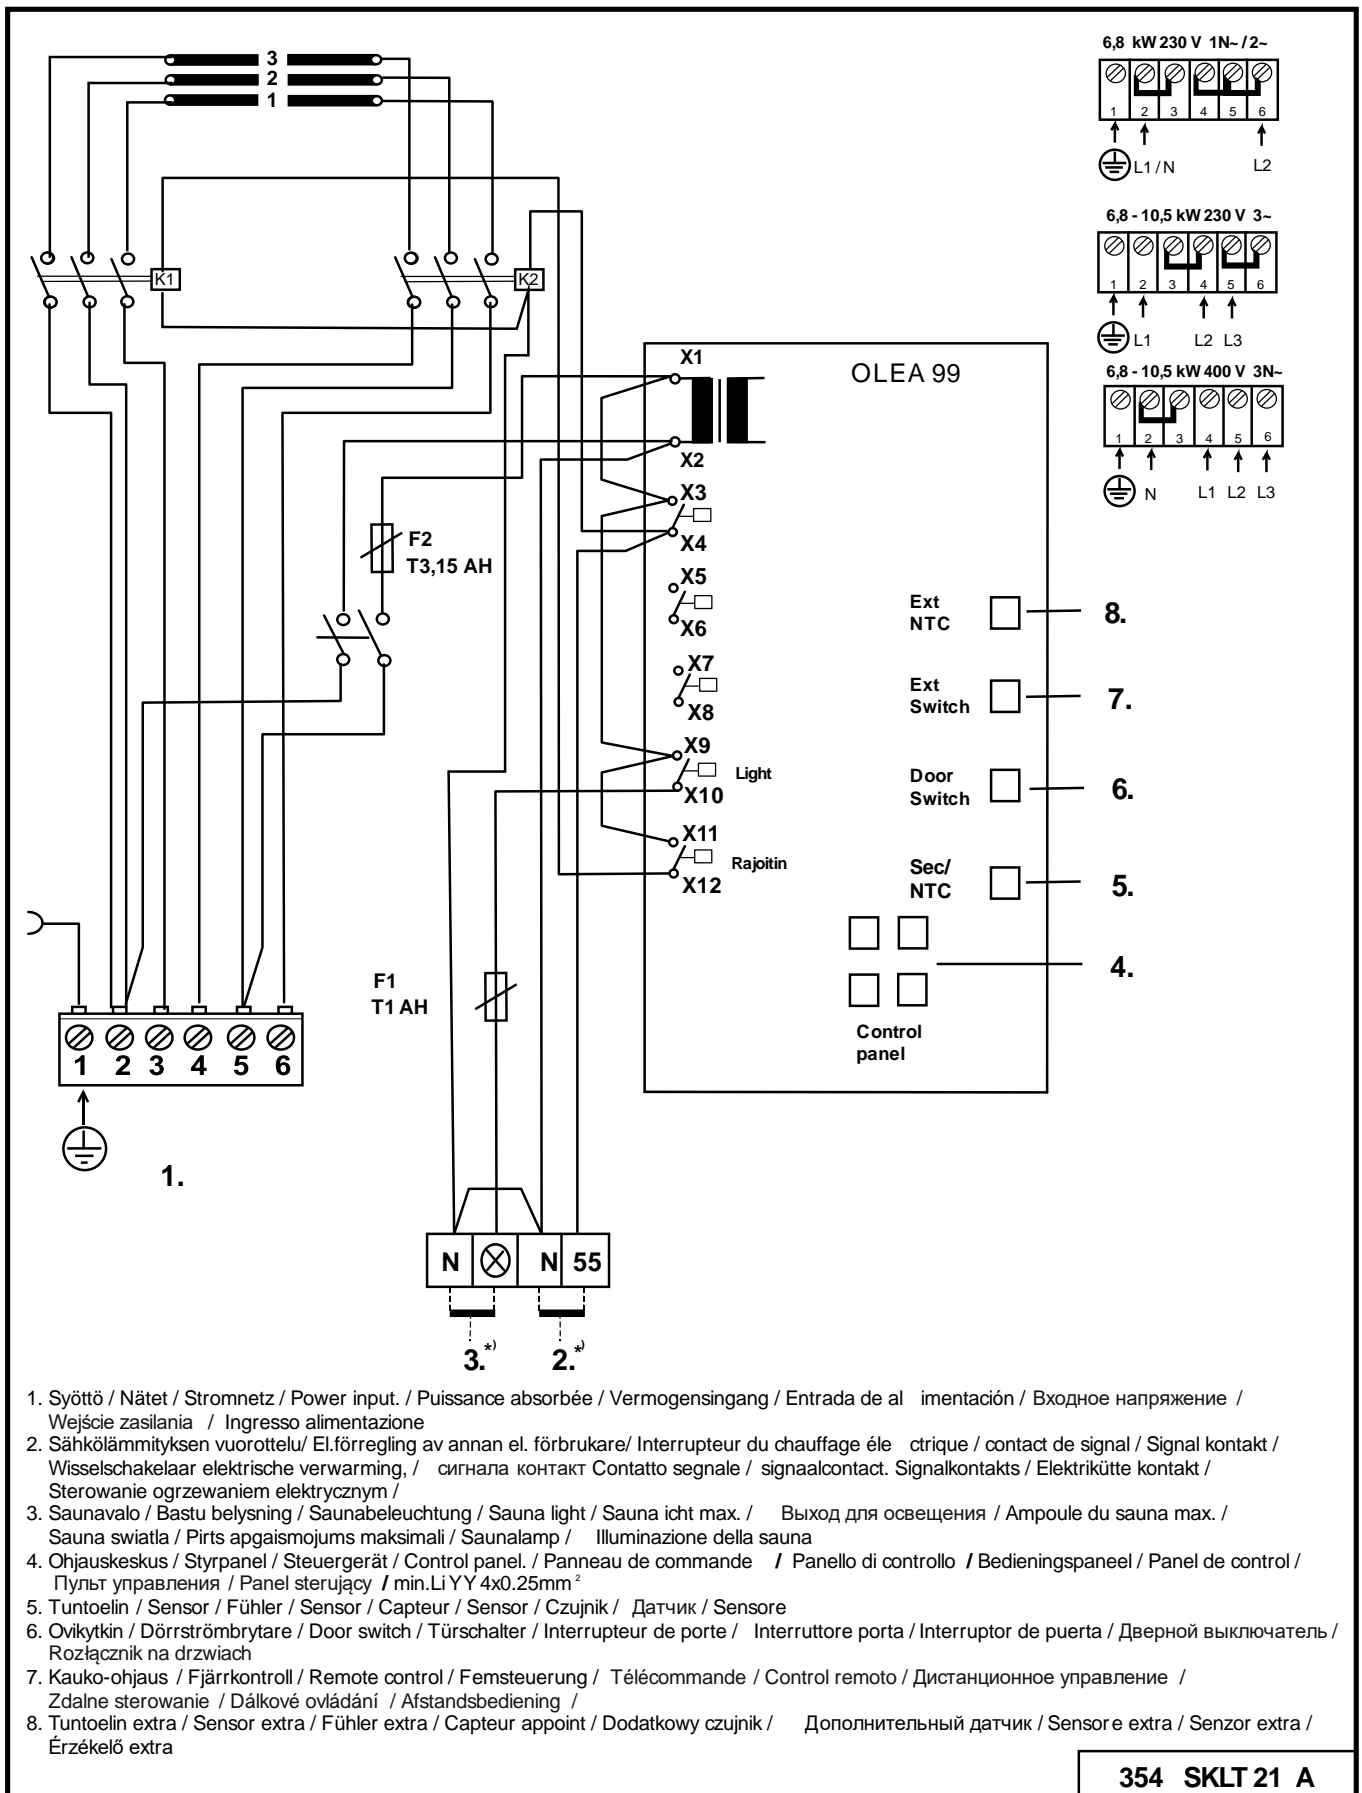 3
2
1
K1
K2
6,8 kW 230 V 1N~ / 2~
1 2 3 4 5 6
L1 / N L2
6,8 - 10,5 kW 230 V 3~
1 2 3 4 5 6
L1 L2 L3
6,8 - 10,5 kW 400 V 3N~
1 2 3 4 5 6
N L1 L2 L3
X1
OLEA 99
X2
X3
X4
F2
T3,15 AH
X5
X6
X7
X8
X9
Light
X10
X11
Rajoitin
X12
Ext
NTC
8.
Ext
Switch
7.
Door
Switch
6.
Sec/
NTC
5.
4.
Control
panel
F1
T1 AH
1 2 3 4 5 6
1.
N N 55
3.*) 2.*)
1. Syöttö / Nätet / Stromnetz / Power input. / Puissance absorbée / Vermogensingang / Entrada de al imentación / Входное напряжение /
Wejście zasilania / Ingresso alimentazione
2. Sähkölämmityksen vuorottelu/ El.förregling av annan el. förbrukare/ Interrupteur du chauffage éle ctrique / contact de signal / Signal kontakt /
Wisselschakelaar elektrische verwarming, / сигнала контакт Contatto segnale / signaalcontact. Signalkontakts / Elektrikütte kontakt /
Sterowanie ogrzewaniem elektrycznym /
3. Saunavalo / Bastu belysning / Saunabeleuchtung / Sauna light / Sauna icht max. / Выход для освещения / Ampoule du sauna max. /
Sauna swiatla / Pirts apgaismojums maksimali / Saunalamp / Illuminazione della sauna
4. Ohjauskeskus / Styrpanel / Steuergerät / Control panel. / Panneau de commande / Panello di controllo / Bedieningspaneel / Panel de control /
Пульт управления / Panel sterujący / min.Li YY 4x0.25mm ²
5. Tuntoelin / Sensor / Fühler / Sensor / Capteur / Sensor / Czujnik / Датчик / Sensore
6. Ovikytkin / Dörrströmbrytare / Door switch / Türschalter / Interrupteur de porte / Interruttore porta / Interruptor de puerta / Дверной выключатель /
Rozłącznik na drzwiach
7. Kauko-ohjaus / Fjärrkontroll / Remote control / Femsteuerung / Télécommande / Control remoto / Дистанционное управление /
Zdalne sterowanie / Dálkové ovládání / Afstandsbediening /
8. Tuntoelin extra / Sensor extra / Fühler extra / Capteur appoint / Dodatkowy czujnik / Дополнительный датчик / Sensore extra / Senzor extra /
Érzékelő extra
354 SKLT 21 A